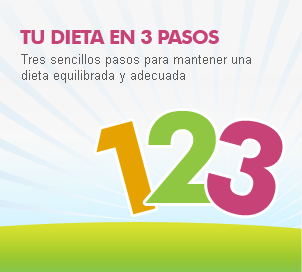 TU DIETA EN 3 PASOS
Tres sencillos pasos para mantener una
dieta equilibrada y adecuada
123